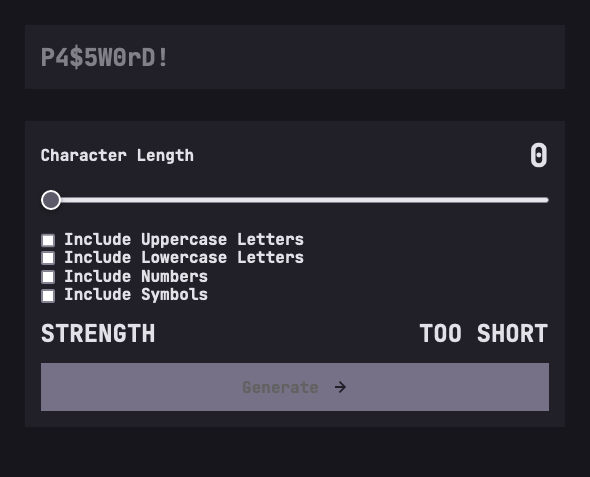 P4$5W0rD!
Character Length 0
Include Uppercase Letters
Include Lowercase Letters
Include Numbers
Include Symbols
STRENGTH TOO SHORT
Generate →